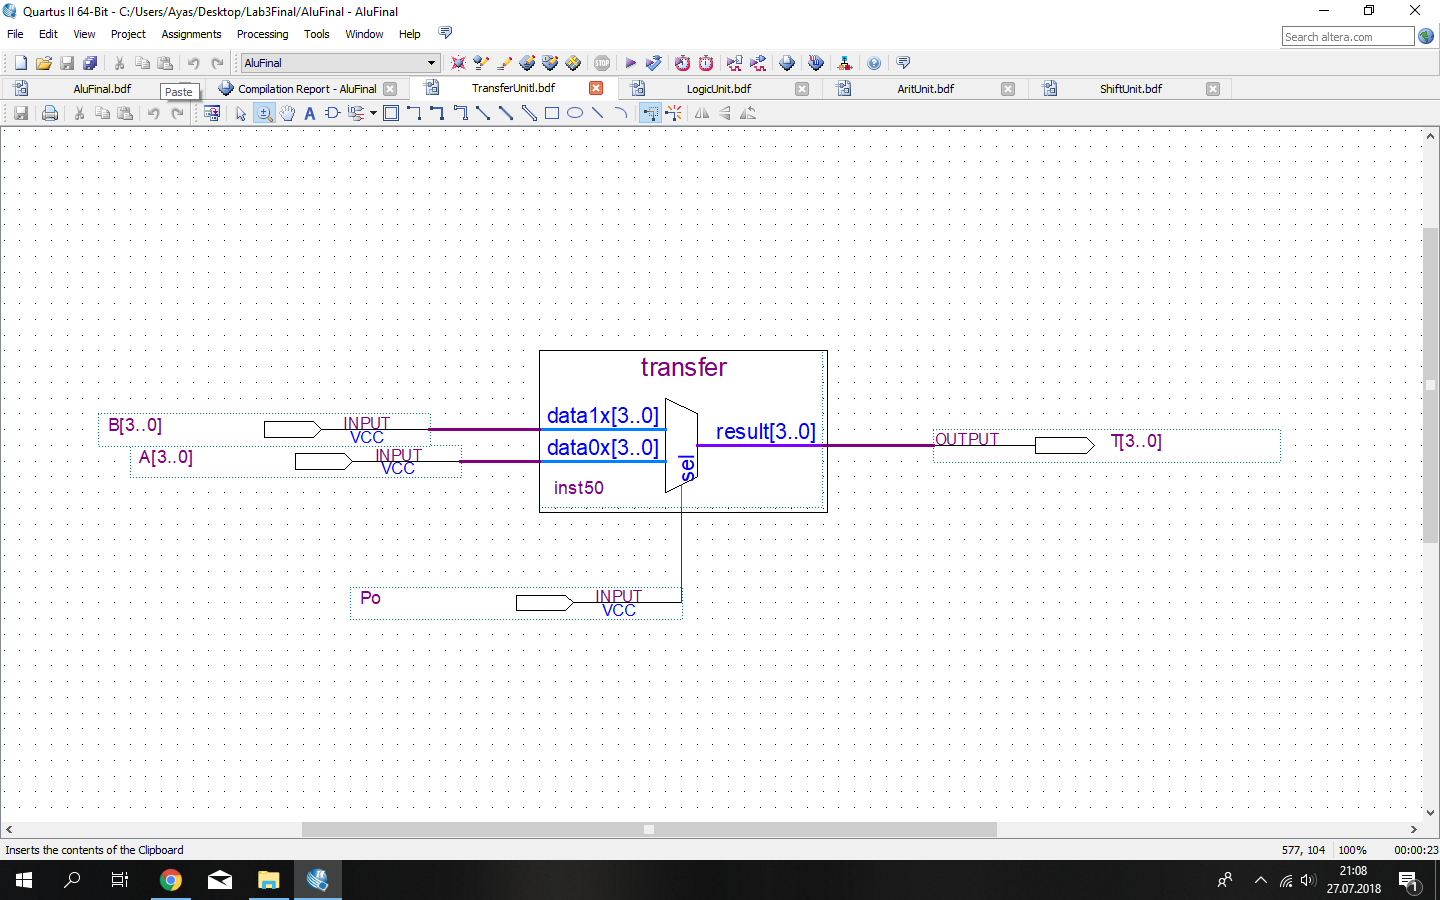 Quartus II 64-Bit - C:/Users/Ayas/Desktop/Lab3Final/AluFinal - AluFinal
File Edit View Project Assignments Processing Tools Window Help
Search altera.com
AluFinal
STOP
AluFinal.bdf
Compilation Report - AluFinal
TransferUnitl.bdf
LogicUnit.bdf
AritUnit.bdf
ShiftUnit.bdf
Paste
transfer
B[3..0] INPUT VCC
data1x[3..0]
result[3..0]
OUTPUT T[3..0]
A[3..0] INPUT VCC
data0x[3..0]
sel
inst50
Po INPUT VCC
Inserts the contents of the Clipboard
577, 104 100% 00:00:23
21:08
27.07.2018
1